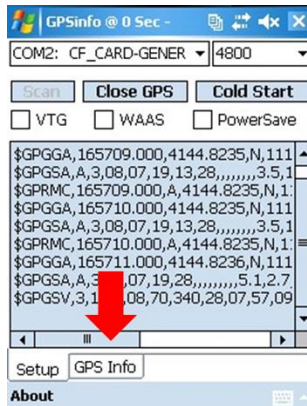 GPSinfo @ 0 Sec -
COM2: CF_CARD-GENER 4800
Scan Close GPS Cold Start
VTG WAAS PowerSave
$GPGGA,165709.000,4144.8235,N,111
$GPGSA,A,3,08,07,19,13,28,,,,,,,,3.5,1
$GPRMC,165709.000,A,4144.8235,N,1:
$GPGGA,165710.000,4144.8235,N,111
$GPGSA,A,3,08,07,19,13,28,,,,,,,,3.5,1
$GPRMC,165710.000,A,4144.8235,N,1:
$GPGGA,165711.000,4144.8236,N,111
$GPGSA,A,3 ,07,19,28,,,,,,,,,5.1,2.7,
$GPGSV,3,1 ,08,70,340,28,07,57,09
Setup GPS Info
About